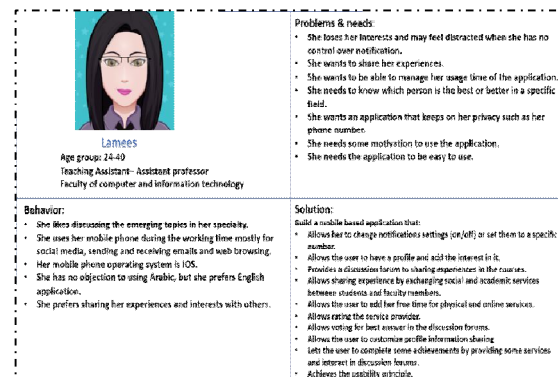 Lamees
Age group: 24-40
Teaching Assistant– Assistant professor
Faculty of computer and information technology
Problems & needs:
• She loses her interests and may feel distracted when she has no
control over notification.
• She wants to share her experiences.
• She wants to be able to manage her usage time of the application.
• She needs to know which person is the best or better in a specific
field.
• She wants an application that keeps on her privacy such as her
phone number.
• She needs some motivation to use the application.
• She needs the application to be easy to use.
Behavior:
• She likes discussing the emerging topics in her specialty.
• She uses her mobile phone during the working time mostly for
social media, sending and receiving emails and web browsing.
• Her mobile phone operating system is IOS.
• She has no objection to using Arabic, but she prefers English
application.
• She prefers sharing her experiences and interests with others.
Solution:
Build a mobile based application that:
• Allows her to change notifications settings (on/off) or set them to a specific
number.
• Allows the user to have a profile and add the interest in it.
• Provides a discussion forum to sharing experiences in the courses.
• Allows sharing experience by exchanging social and academic services
between students and faculty members.
• Allows the user to add her free time for physical and online services.
• Allows rating the service provider.
• Allows voting for best answer in the discussion forums.
• Allows the user to customize profile information sharing
• Lets the user to complete some achievements by providing some services
and interact in discussion forums.
• Achieves the usability principle.